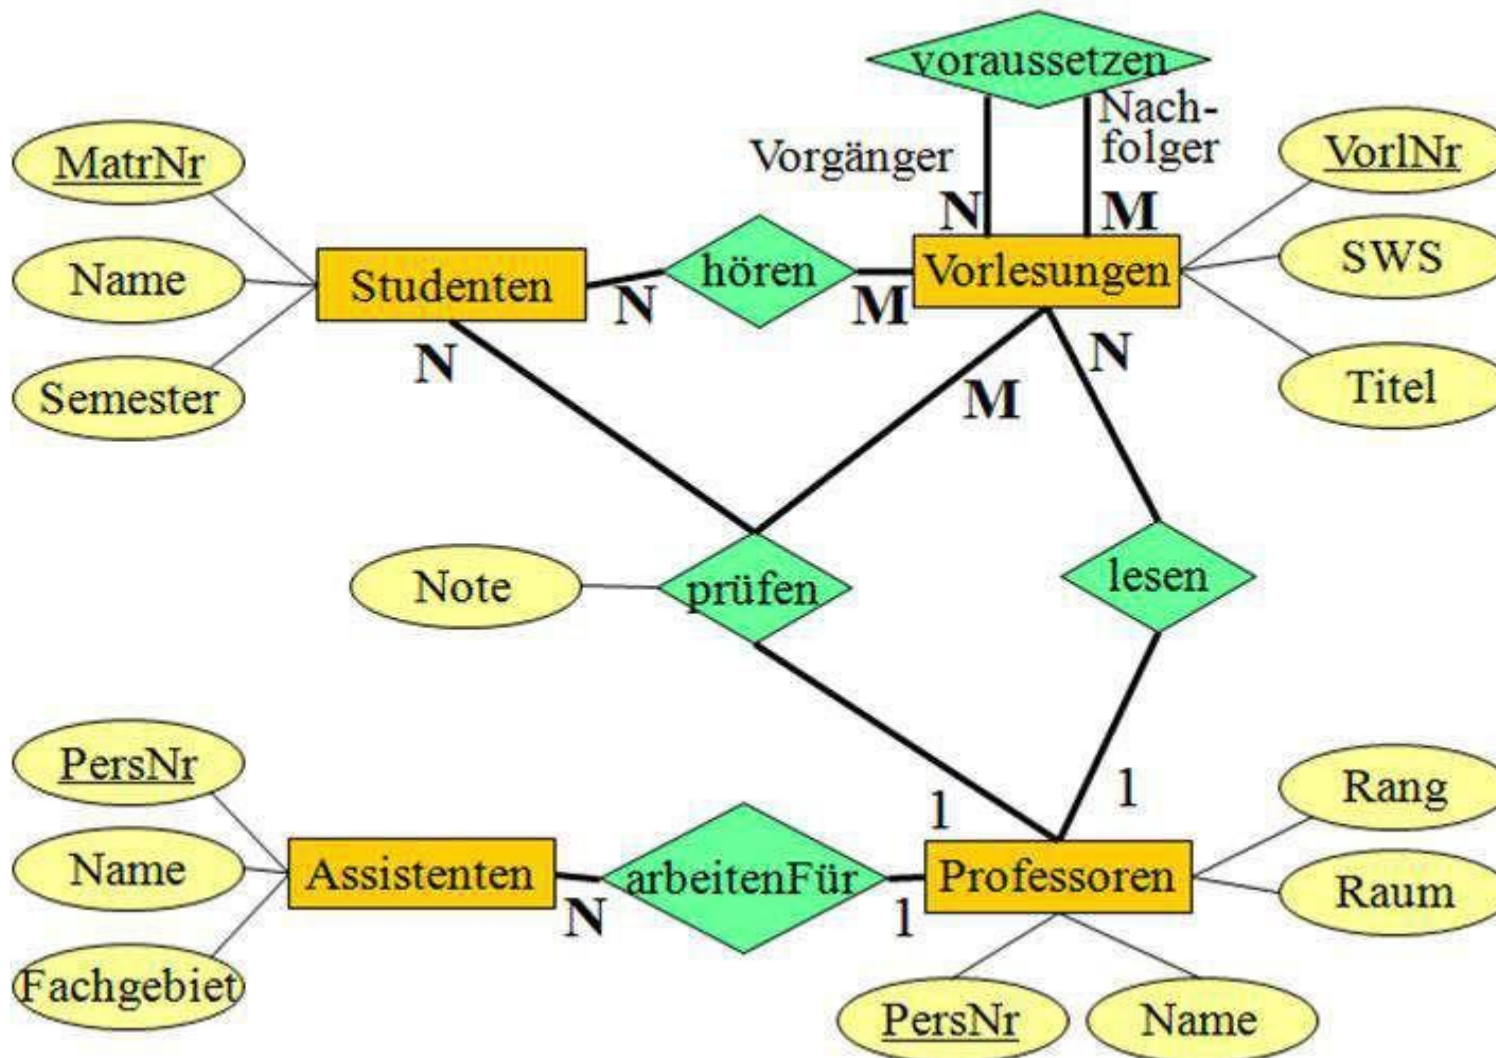 voraussetzen
Nach-
folger
Vorgänger
N
M
MatrNr
Name
Semester
Studenten
N
hören
M
Vorlesungen
VorlNr
SWS
Titel
N
M
N
Note
prüfen
lesen
1
1
PersNr
Name
Fachgebiet
Assistenten
N
arbeitenFür
1
Professoren
Rang
Raum
PersNr
Name